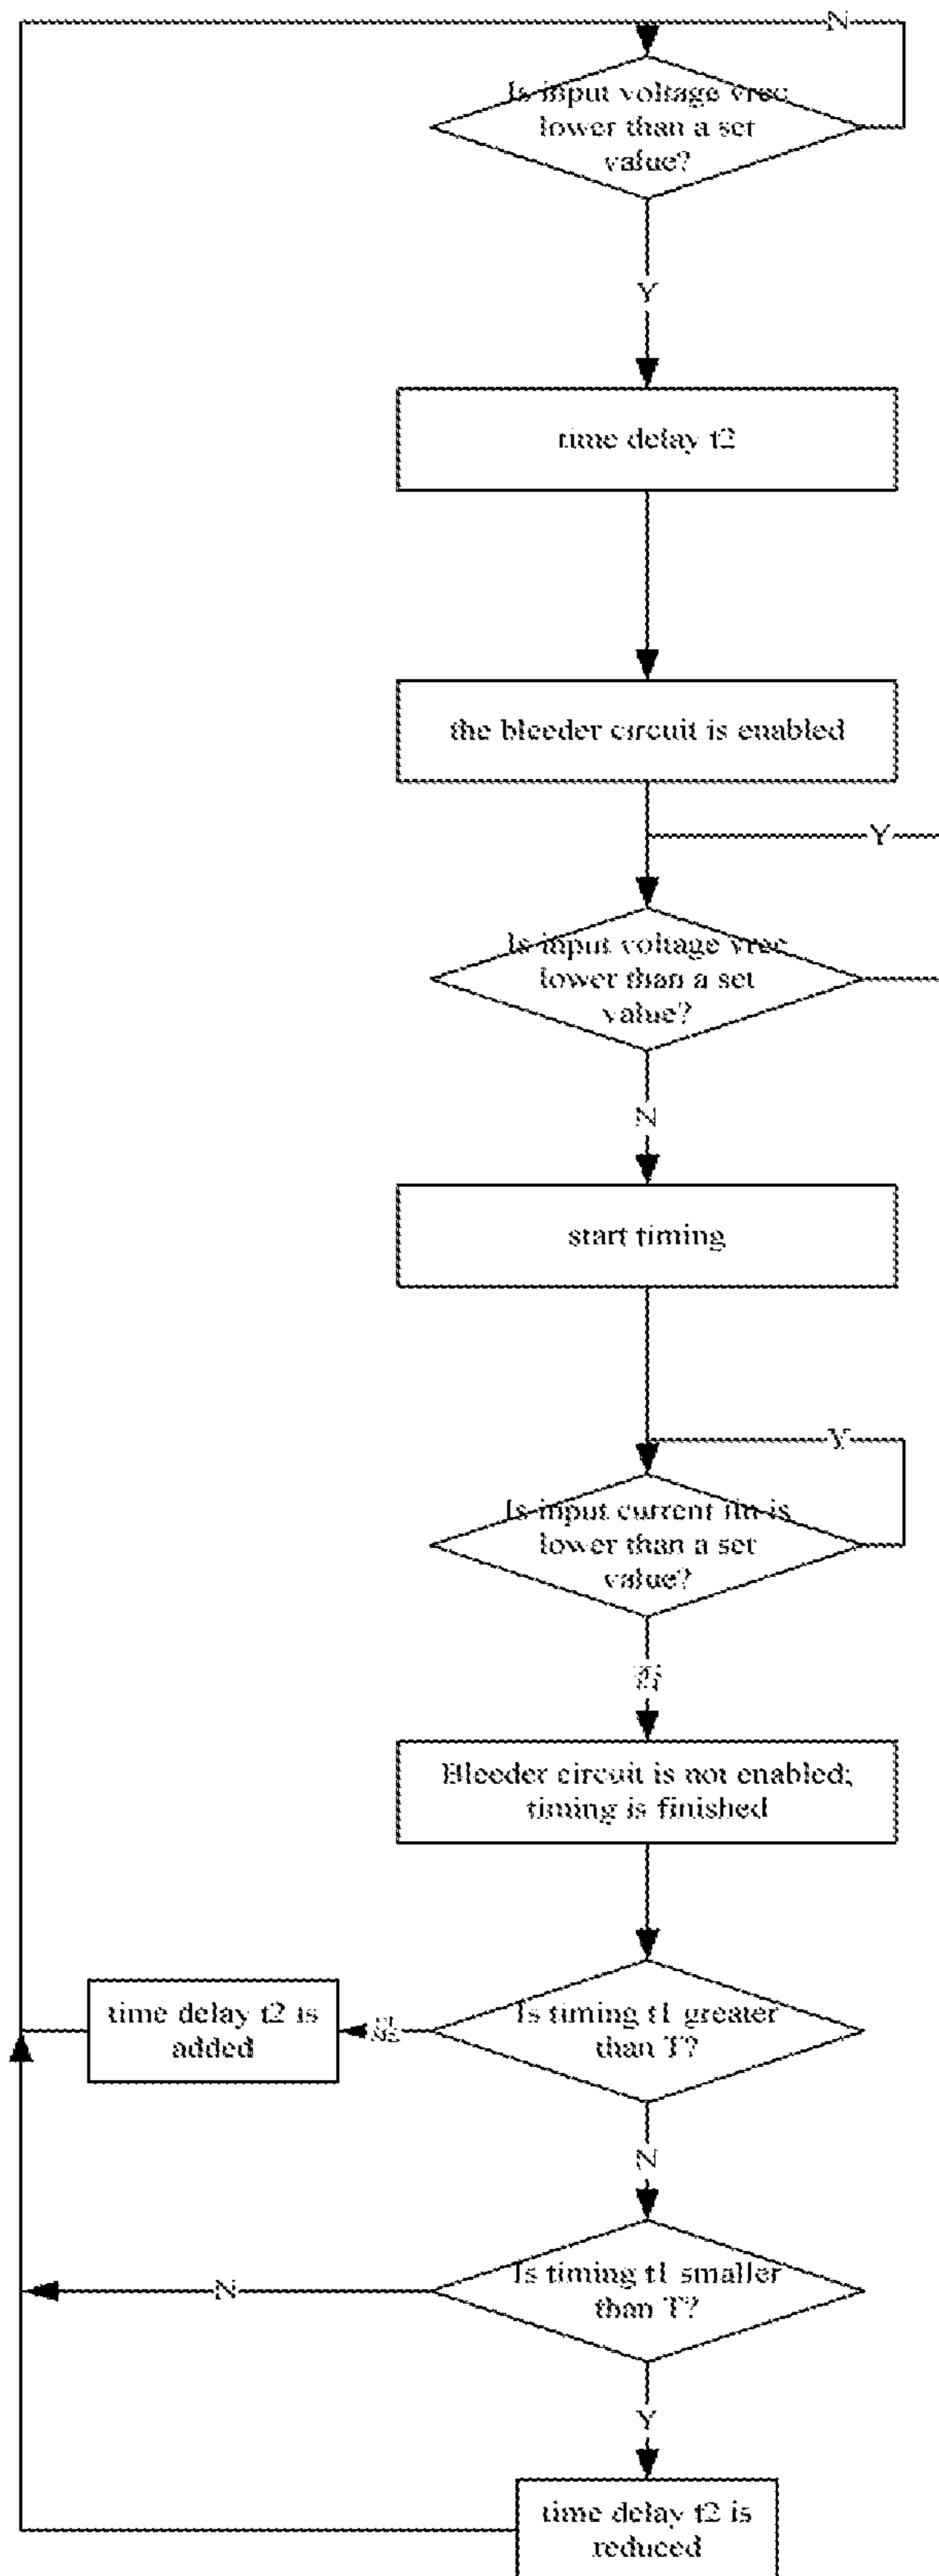 N
Is input voltage vrec
lower than a set
value?
Y
time delay t2
the bleeder circuit is enabled
Y
Is input voltage vrec
lower than a set
value?
N
start timing
Y
Is input current Iin is
lower than a set
value?
否
Bleeder circuit is not enabled;
timing is finished
time delay t2 is
added
是
Is timing t1 greater
than T?
N
Is timing t1 smaller
than T?
N
Y
time delay t2 is
reduced